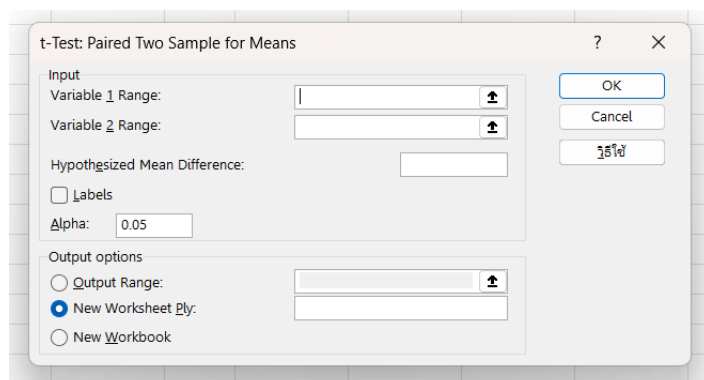 t-Test: Paired Two Sample for Means ?
Input
Variable 1 Range:
Variable 2 Range:
Hypothesized Mean Difference:
Labels
Alpha: 0.05
Output options
Output Range:
New Worksheet Ply:
New Workbook
OK
Cancel
วิธีใช้